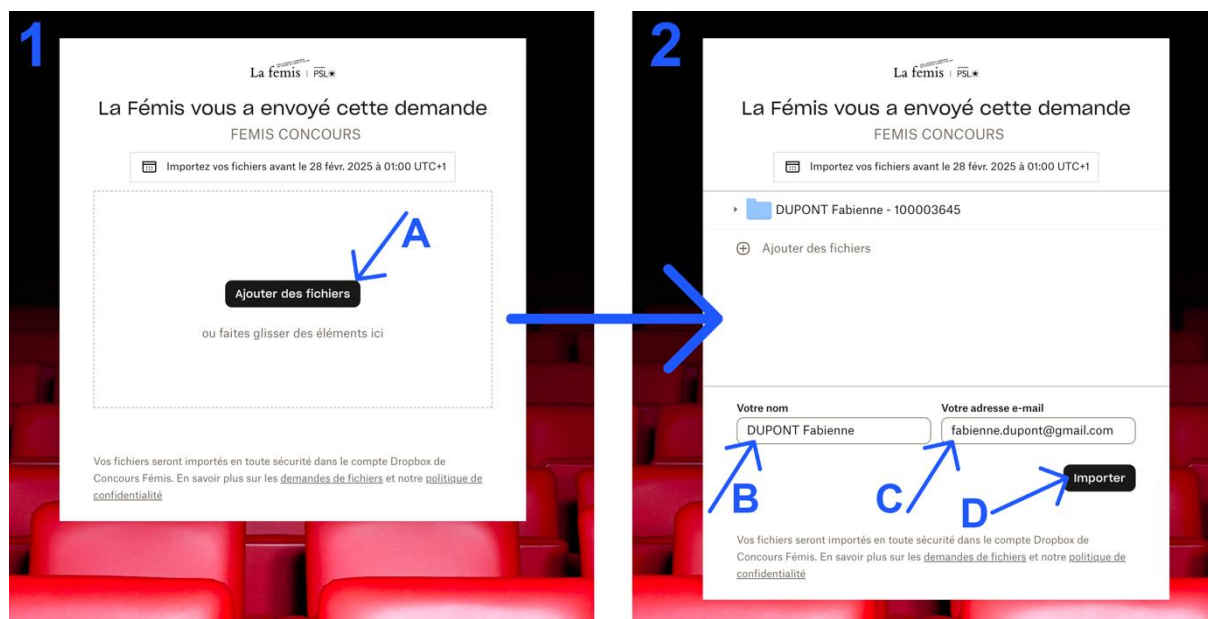 1
La fémis | PSL★
La Fémis vous a envoyé cette demande
FEMIS CONCOURS
Importez vos fichiers avant le 28 févr. 2025 à 01:00 UTC+1
A
Ajouter des fichiers
ou faites glisser des éléments ici
Vos fichiers seront importés en toute sécurité dans le compte Dropbox de
Concours Fémis. En savoir plus sur les demandes de fichiers et notre politique de
confidentialité
2
La fémis | PSL★
La Fémis vous a envoyé cette demande
FEMIS CONCOURS
Importez vos fichiers avant le 28 févr. 2025 à 01:00 UTC+1
DUPONT Fabienne - 100003645
Ajouter des fichiers
Votre nom
Votre adresse e-mail
DUPONT Fabienne
fabienne.dupont@gmail.com
Importer
B
C
D
Vos fichiers seront importés en toute sécurité dans le compte Dropbox de
Concours Fémis. En savoir plus sur les demandes de fichiers et notre politique de
confidentialité